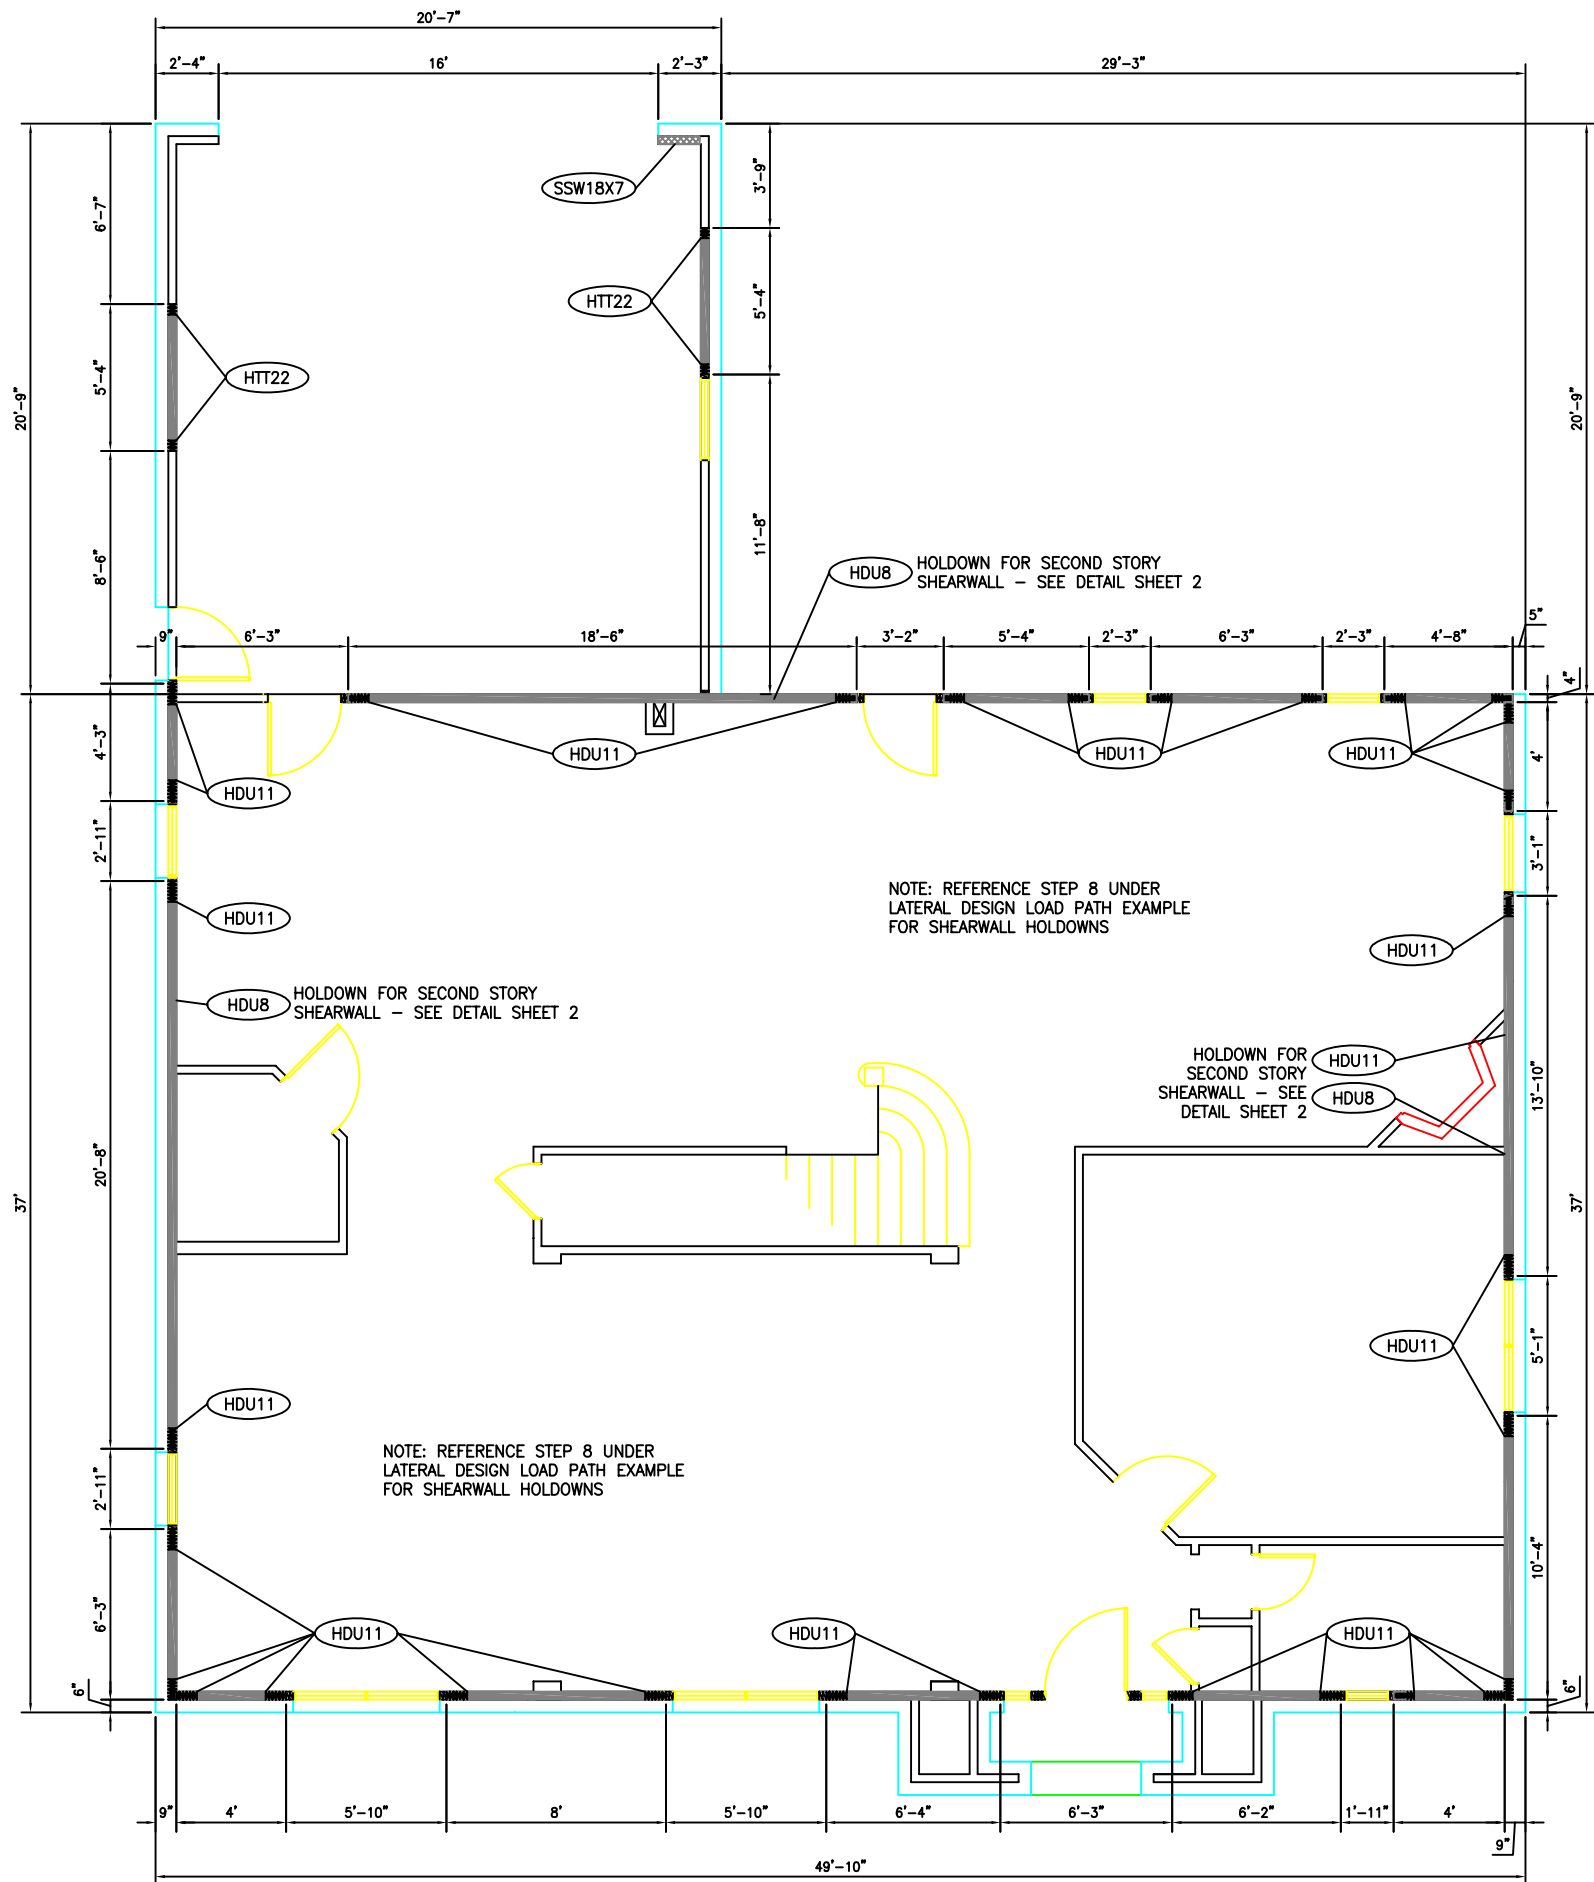 20'-7"
2'-4"
16'
2'-3"
29'-3"
6'-7"
3'-9"
SSW18X7
5'-4"
HTT22
5'-4"
HTT22
20'-9"
20'-9"
8'-6"
11'-8"
HDU8
HOLDOWN FOR SECOND STORY
SHEARWALL – SEE DETAIL SHEET 2
9"
6'-3"
18'-6"
3'-2"
5'-4"
2'-3"
6'-3"
2'-3"
4'-8"
5"
4"
4'-3"
HDU11
HDU11
HDU11
4'
HDU11
2'-11"
3'-1"
HDU11
NOTE: REFERENCE STEP 8 UNDER
LATERAL DESIGN LOAD PATH EXAMPLE
FOR SHEARWALL HOLDOWNS
HDU11
HDU8
HOLDOWN FOR SECOND STORY
SHEARWALL – SEE DETAIL SHEET 2
HOLDOWN FOR
SECOND STORY
SHEARWALL – SEE
DETAIL SHEET 2
HDU11
HDU8
13'-10"
20'-8"
37'
37'
HDU11
5'-1"
HDU11
NOTE: REFERENCE STEP 8 UNDER
LATERAL DESIGN LOAD PATH EXAMPLE
FOR SHEARWALL HOLDOWNS
2'-11"
10'-4"
6'-3"
HDU11
HDU11
HDU11
6"
6"
9"
4'
5'-10"
8'
5'-10"
6'-4"
6'-3"
6'-2"
1'-11"
4'
9"
49'-10"